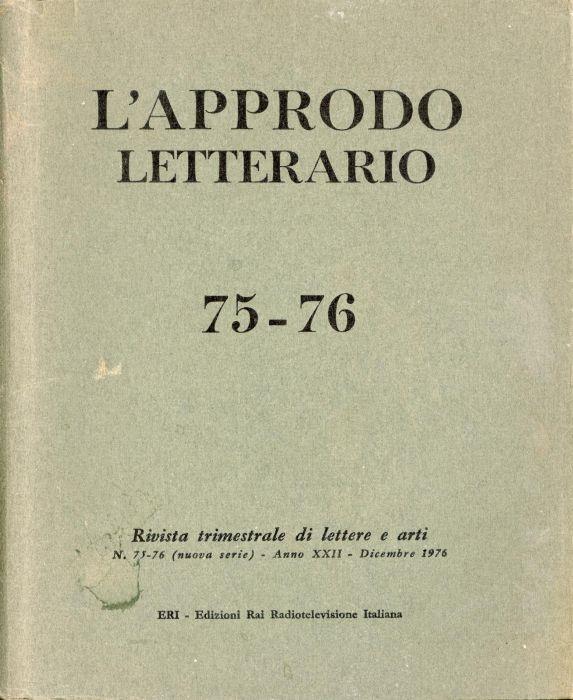 L'APPRODO
LETTERARIO
75-76
Rivista trimestrale di lettere e arti
N. 75-76 (nuova serie) - Anno XXII - Dicembre 1976
ERI - Edizioni Rai Radiotelevisione Italiana